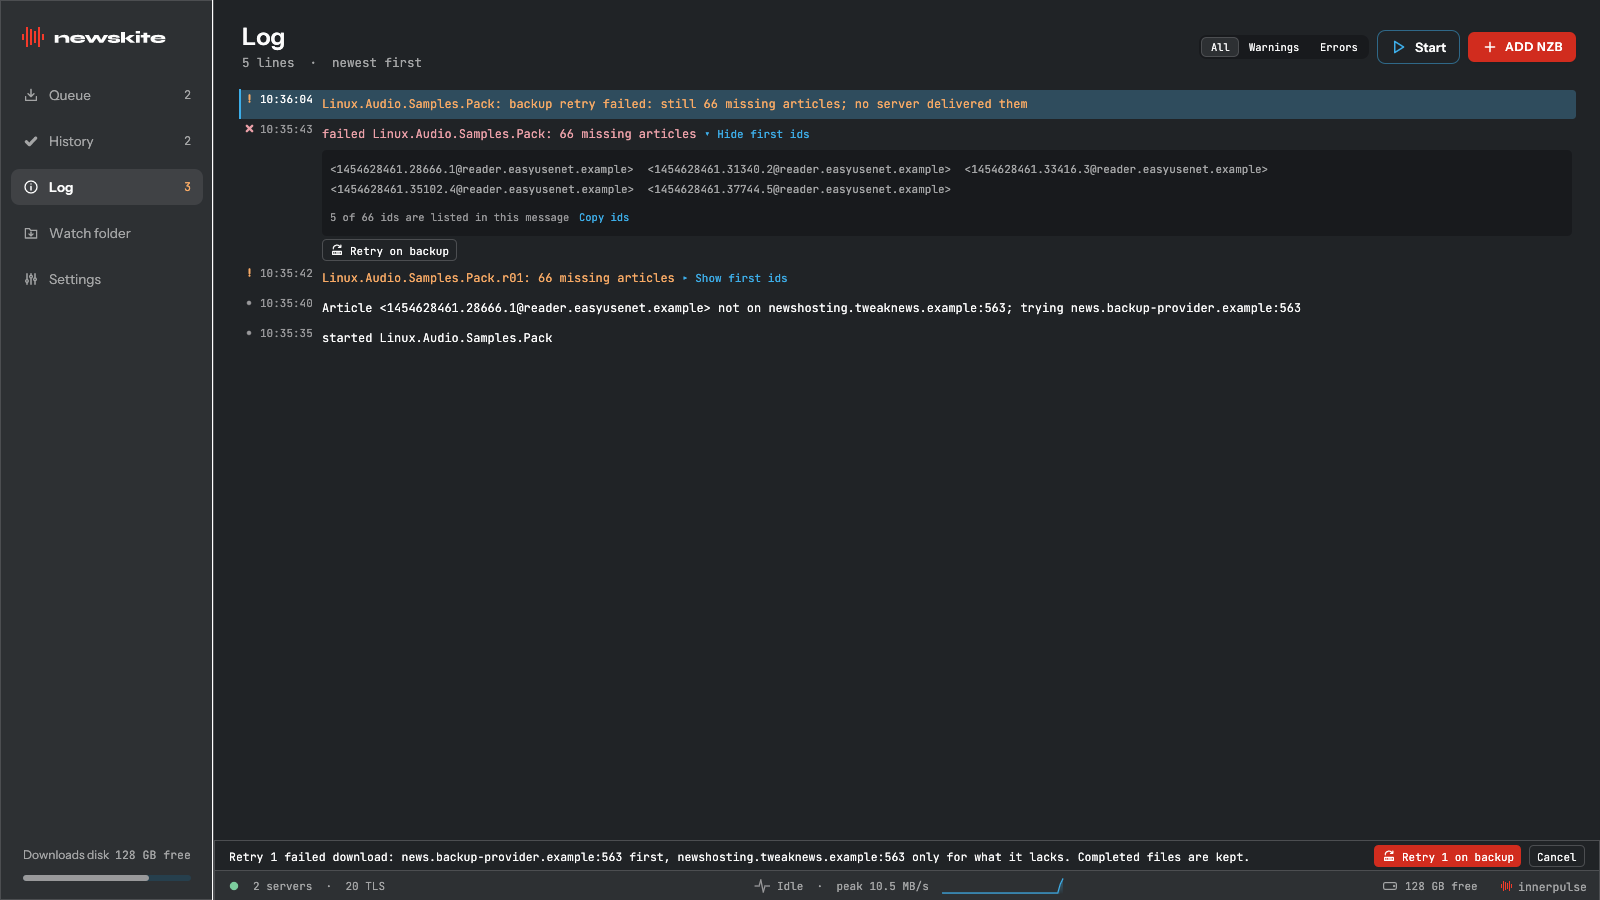 newskite
Queue 2
History 2
Log 3
Watch folder
Settings
Downloads disk 128 GB free
Log
5 lines · newest first
All Warnings Errors
Start
+ ADD NZB
! 10:36:04 Linux.Audio.Samples.Pack: backup retry failed: still 66 missing articles; no server delivered them
10:35:43 failed Linux.Audio.Samples.Pack: 66 missing articles ▾ Hide first ids
<1454628461.28666.1@reader.easyusenet.example> <1454628461.31340.2@reader.easyusenet.example> <1454628461.33416.3@reader.easyusenet.example>
<1454628461.35102.4@reader.easyusenet.example> <1454628461.37744.5@reader.easyusenet.example>
5 of 66 ids are listed in this message Copy ids
Retry on backup
! 10:35:42 Linux.Audio.Samples.Pack.r01: 66 missing articles ▸ Show first ids
• 10:35:40 Article <1454628461.28666.1@reader.easyusenet.example> not on newshosting.tweaknews.example:563; trying news.backup-provider.example:563
• 10:35:35 started Linux.Audio.Samples.Pack
Retry 1 failed download: news.backup-provider.example:563 first, newshosting.tweaknews.example:563 only for what it lacks. Completed files are kept.
Retry 1 on backup
Cancel
2 servers · 20 TLS
Idle · peak 10.5 MB/s
128 GB free
innerpulse